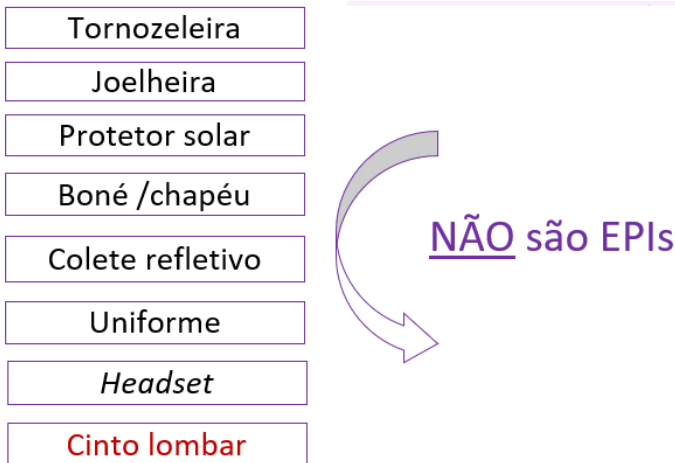 Tornozeleira
Joelheira
Protetor solar
Boné /chapéu
Colete refletivo
Uniforme
Headset
Cinto lombar
NÃO são EPIs